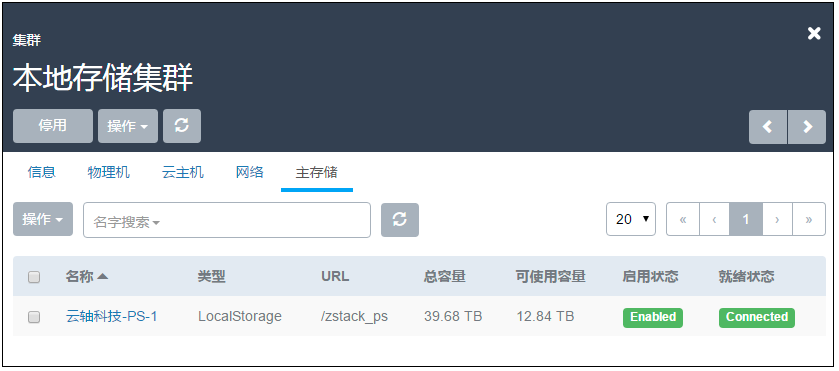 集群
本地存储集群
停用 操作
信息 物理机 云主机 网络 主存储
操作 名字搜索 20 « ‹ 1 › »
名称 类型 URL 总容量 可使用容量 启用状态 就绪状态
云轴科技-PS-1 LocalStorage /zstack_ps 39.68 TB 12.84 TB Enabled Connected